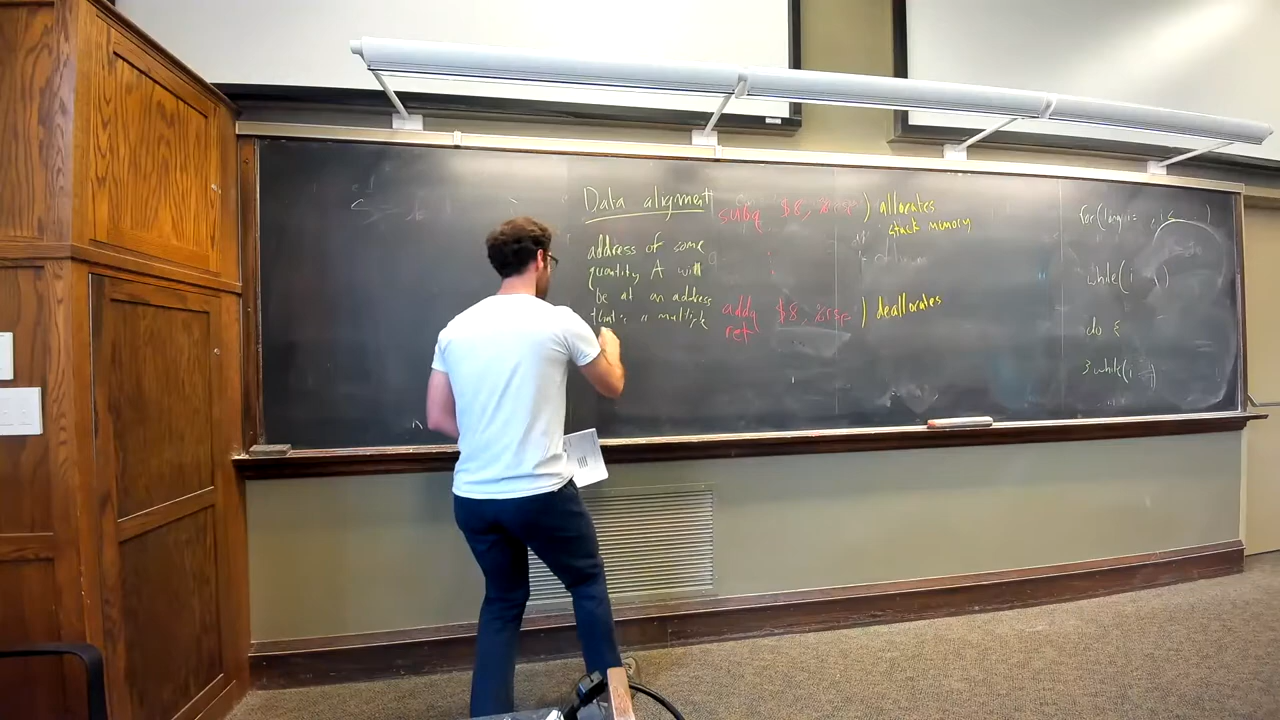 Data aligment
address of some
quantity A will
be at an address
that's a multiple
subq $8, %rsp ) allocates
stack memory
addq $8, %rsp ) deallocates
ret
for(long i=
while(i
do {
} while(i